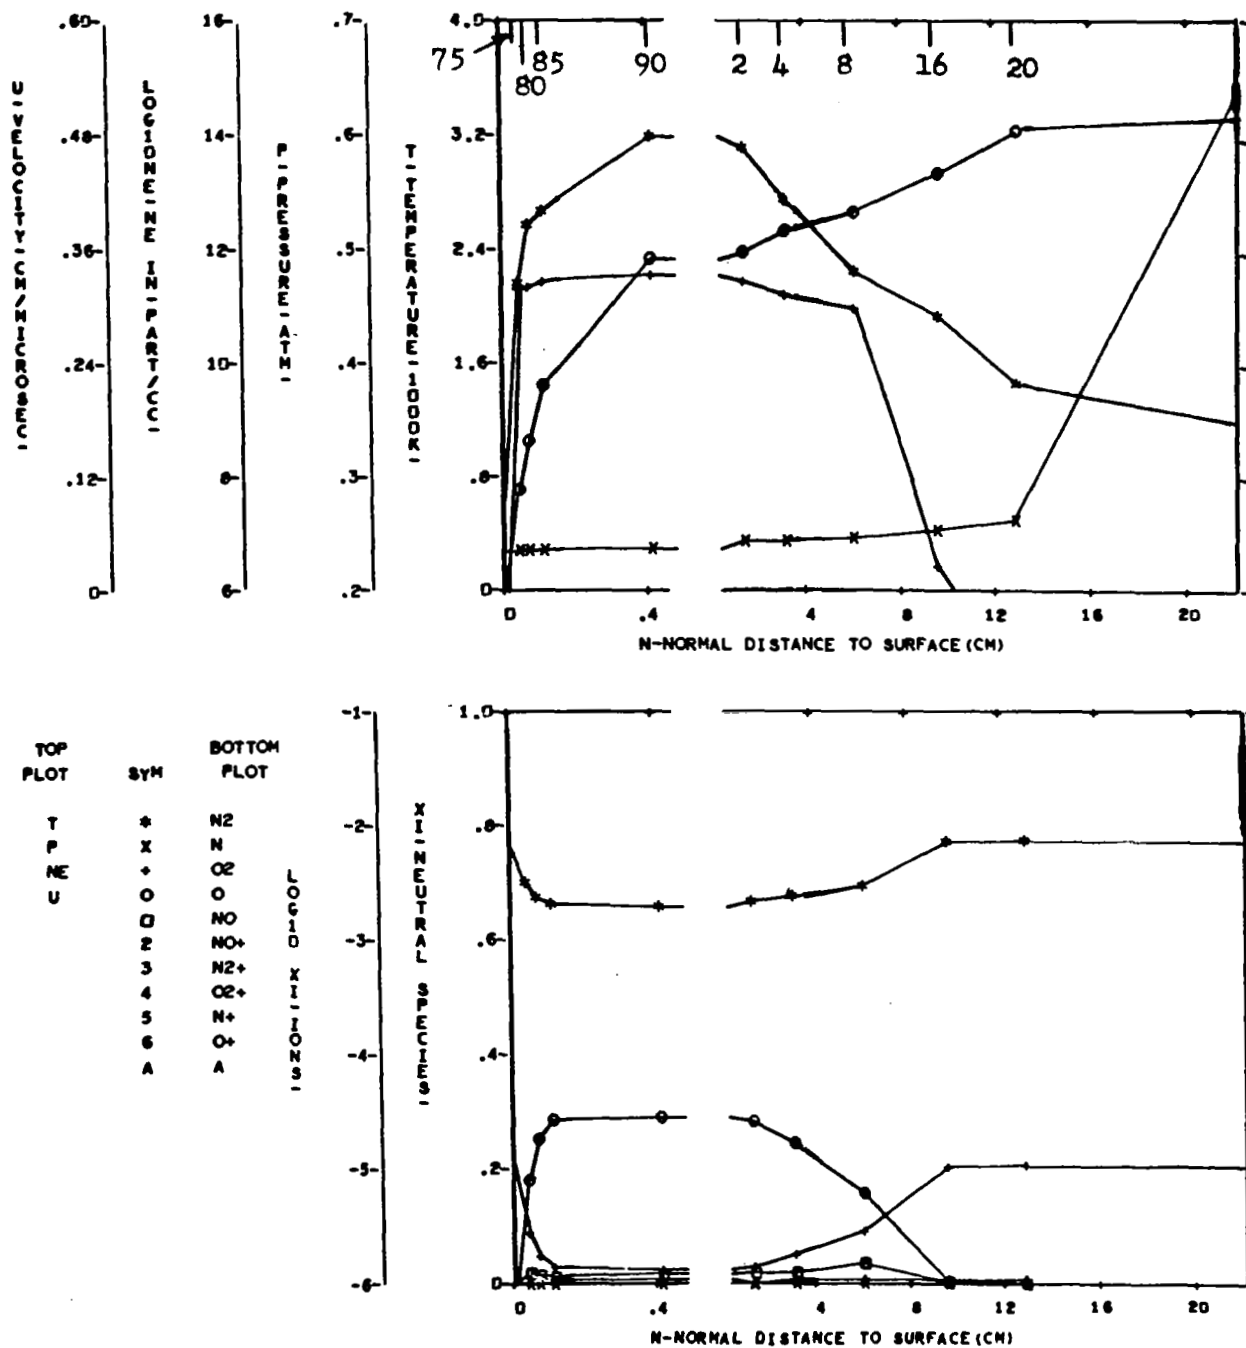 .60-
16-
.7-
4.0-
75
80
85
90
2
4
8
16
20
U-VELOCITY-CM/MICROSEC-
LOG10NE-NE IN-PART/CC-
P-PRESSURE-ATM-
T-TEMPERATURE-1000K-
.48-
14-
.6-
3.2-
.36-
12-
.5-
2.4-
.24-
10-
.4-
1.6-
.12-
8-
.3-
.8-
0-
6-
.2-
0-
0 .4 4 8 12 16 20
N-NORMAL DISTANCE TO SURFACE(CM)
-1-
1.0-
TOP PLOT SYM BOTTOM PLOT
T * N2
P X N
NE + O2
U O O
□ NO
2 NO+
3 N2+
4 O2+
5 N+
6 O+
A A
LOG10 XI-IONS-
XI-NEUTRAL SPECIES-
-2-
.8-
-3-
.6-
-4-
.4-
-5-
.2-
-6-
0-
0 .4 4 8 12 16 20
N-NORMAL DISTANCE TO SURFACE(CM)